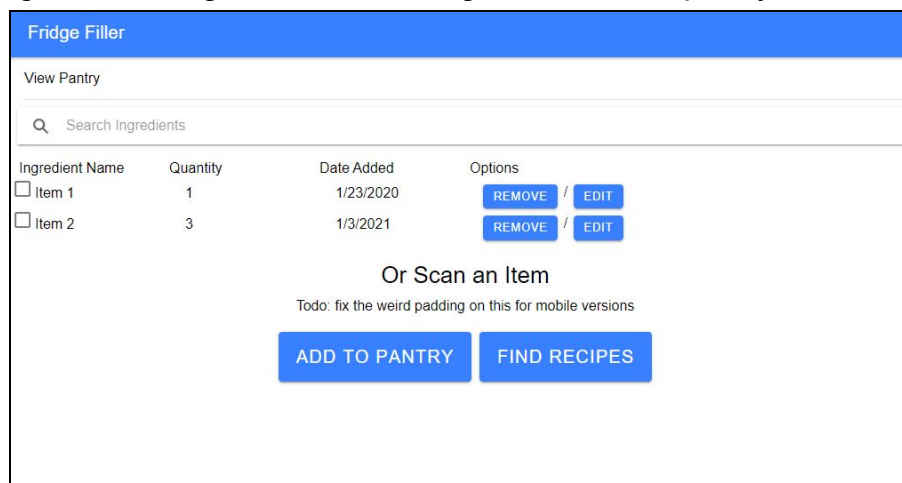 Fridge Filler
View Pantry
Search Ingredients
Ingredient Name Quantity Date Added Options
Item 1 1 1/23/2020 REMOVE / EDIT
Item 2 3 1/3/2021 REMOVE / EDIT
Or Scan an Item
Todo: fix the weird padding on this for mobile versions
ADD TO PANTRY FIND RECIPES